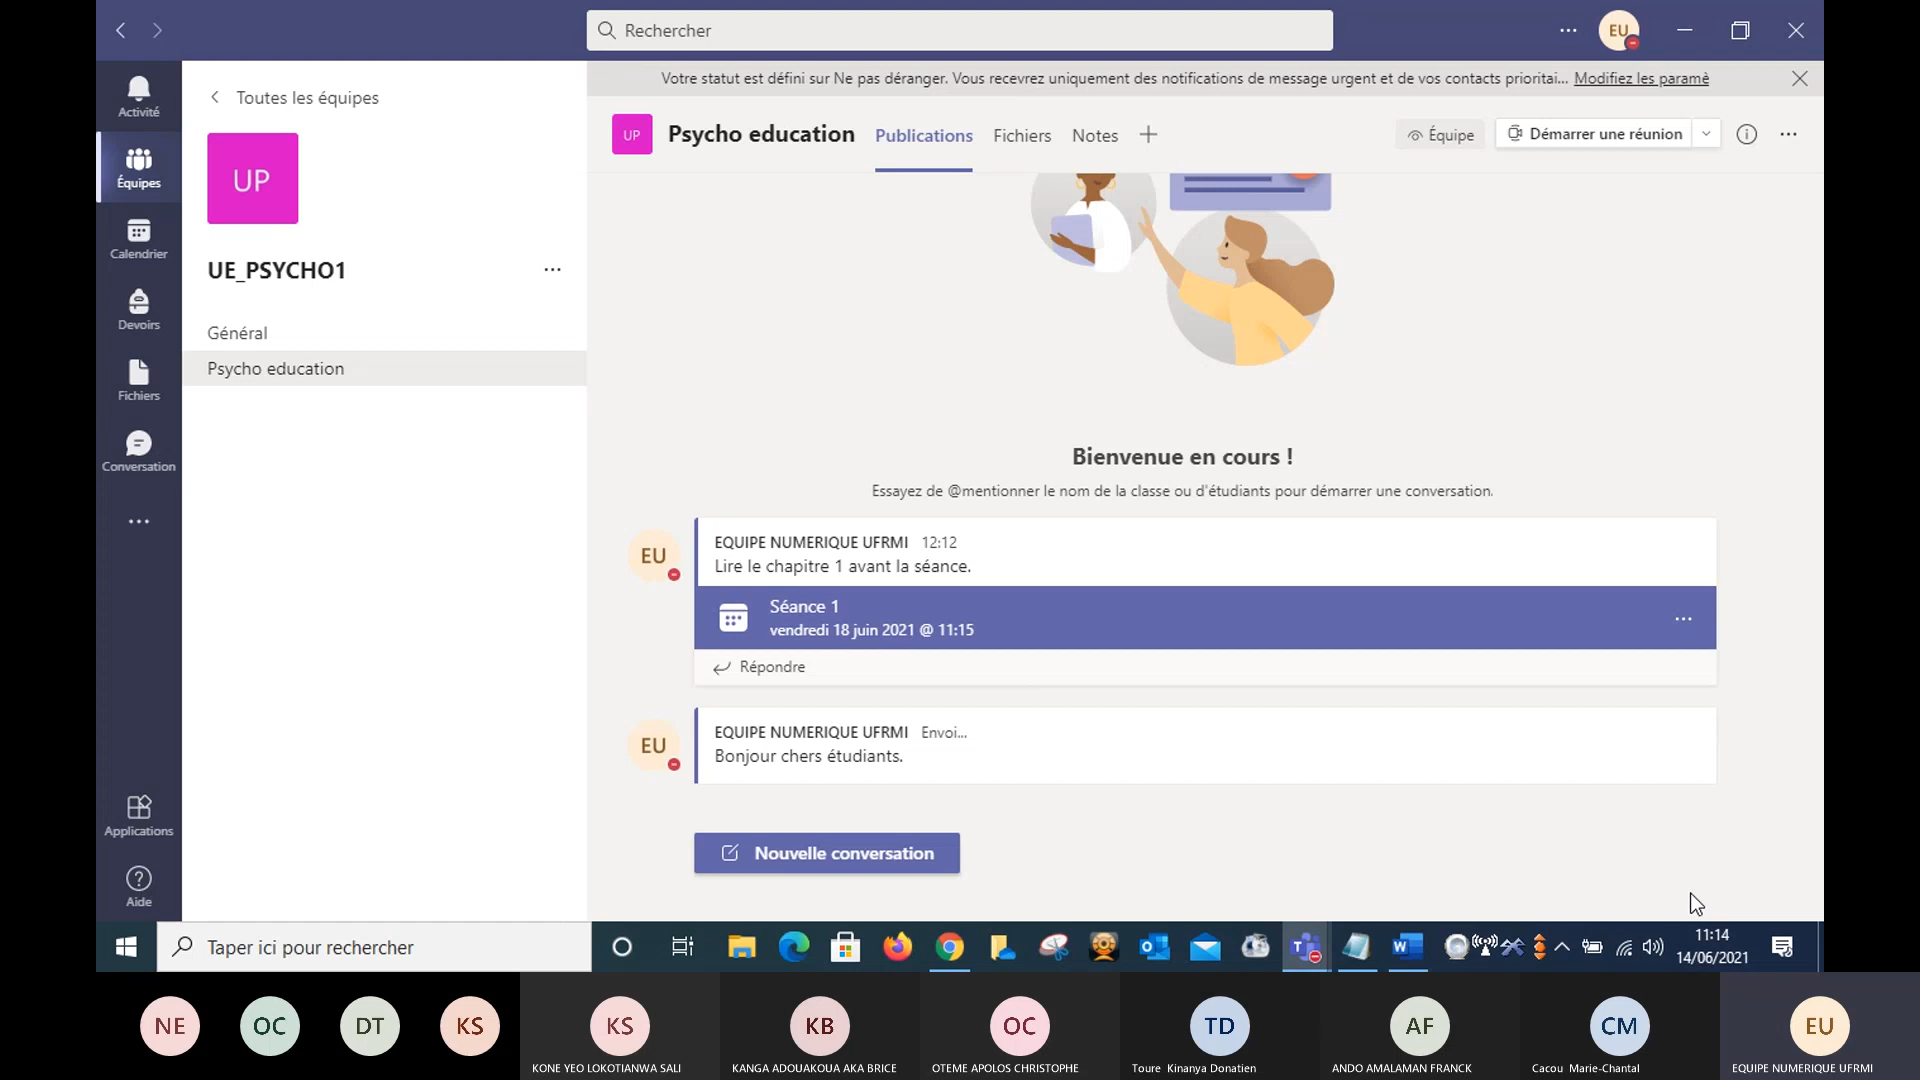 Rechercher
EU
Votre statut est défini sur Ne pas déranger. Vous recevrez uniquement des notifications de message urgent et de vos contacts prioritai... Modifiez les paramè
Activité
Équipes
Calendrier
Devoirs
Fichiers
Conversation
Applications
Aide
Toutes les équipes
UP
UE_PSYCHO1
Général
Psycho education
UP Psycho education Publications Fichiers Notes
Équipe Démarrer une réunion
Bienvenue en cours !
Essayez de @mentionner le nom de la classe ou d'étudiants pour démarrer une conversation.
EU
EQUIPE NUMERIQUE UFRMI 12:12
Lire le chapitre 1 avant la séance.
Séance 1
vendredi 18 juin 2021 @ 11:15
Répondre
EU
EQUIPE NUMERIQUE UFRMI Envoi...
Bonjour chers étudiants.
Nouvelle conversation
Taper ici pour rechercher
11:14
14/06/2021
NE OC DT KS KS KB OC TD AF CM EU
KONE YEO LOKOTIANWA SALI KANGA ADOUAKOUA AKA BRICE OTEME APOLOS CHRISTOPHE Toure Kinanya Donatien ANDO AMALAMAN FRANCK Cacou Marie-Chantal EQUIPE NUMERIQUE UFRMI